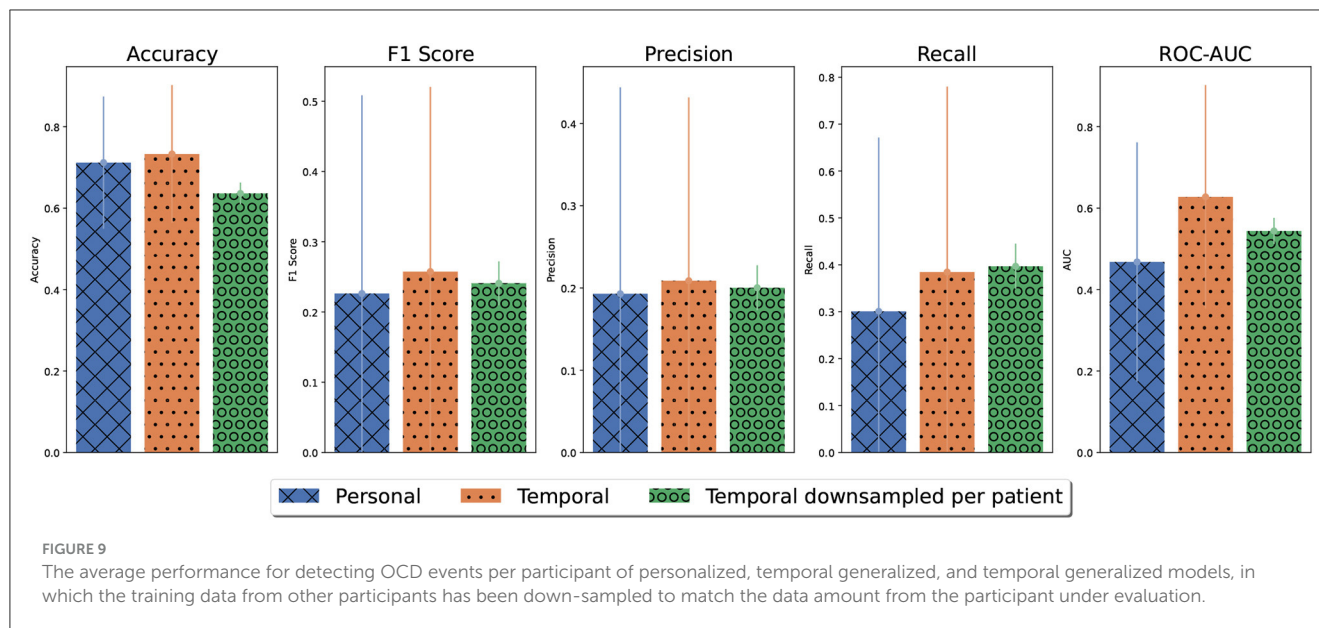 Accuracy
F1 Score
Precision
Recall
ROC-AUC
Accuracy
0.0
0.2
0.4
0.6
0.8
F1 Score
0.0
0.1
0.2
0.3
0.4
0.5
Precision
0.0
0.1
0.2
0.3
0.4
Recall
0.0
0.1
0.2
0.3
0.4
0.5
0.6
0.7
0.8
AUC
0.0
0.2
0.4
0.6
0.8
Personal
Temporal
Temporal downsampled per patient
FIGURE 9
The average performance for detecting OCD events per participant of personalized, temporal generalized, and temporal generalized models, in
which the training data from other participants has been down-sampled to match the data amount from the participant under evaluation.